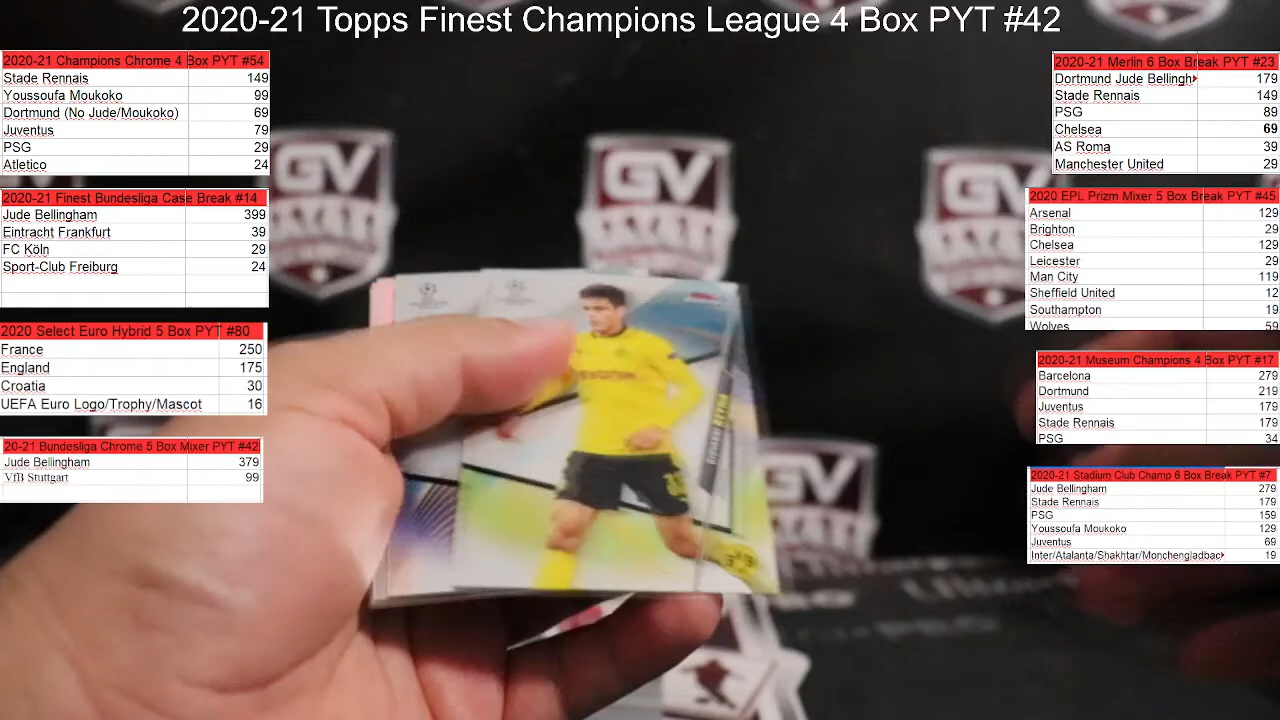 2020-21 Topps Finest Champions League 4 Box PYT #42
2020-21 Champions Chrome 4 Box PYT #54
Stade Rennais 149
Youssoufa Moukoko 99
Dortmund (No Jude/Moukoko) 69
Juventus 79
PSG 29
Atletico 24
2020-21 Finest Bundesliga Case Break #14
Jude Bellingham 399
Eintracht Frankfurt 39
FC Köln 29
Sport-Club Freiburg 24
2020 Select Euro Hybrid 5 Box PYT #80
France 250
England 175
Croatia 30
UEFA Euro Logo/Trophy/Mascot 16
20-21 Bundesliga Chrome 5 Box Mixer PYT #42
Jude Bellingham 379
VfB Stuttgart 99
2020-21 Merlin 6 Box Break PYT #23
Dortmund Jude Bellingh
179
Stade Rennais 149
PSG 89
Chelsea 69
AS Roma 39
Manchester United 29
2020 EPL Prizm Mixer 5 Box Break PYT #45
Arsenal 129
Brighton 29
Chelsea 129
Leicester 29
Man City 119
Sheffield United 12
Southampton 19
Wolves 59
2020-21 Museum Champions 4 Box PYT #17
Barcelona 279
Dortmund 219
Juventus 179
Stade Rennais 179
PSG 34
2020-21 Stadium Club Champ 6 Box Break PYT #7
Jude Bellingham 279
Stade Rennais 179
PSG 159
Youssoufa Moukoko 129
Juventus 69
Inter/Atalanta/Shakhtar/Monchengladbac 19
GV
GV
GV
GIOVANNI REYNA